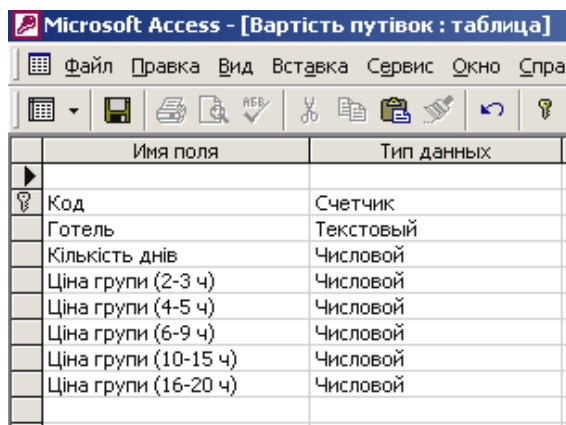 Microsoft Access - [Вартість путівок : таблица]
Файл Правка Вид Вставка Сервис Окно Спра
Имя поля Тип данных
Код Счетчик
Готель Текстовый
Кількість днів Числовой
Ціна групи (2-3 ч) Числовой
Ціна групи (4-5 ч) Числовой
Ціна групи (6-9 ч) Числовой
Ціна групи (10-15 ч) Числовой
Ціна групи (16-20 ч) Числовой